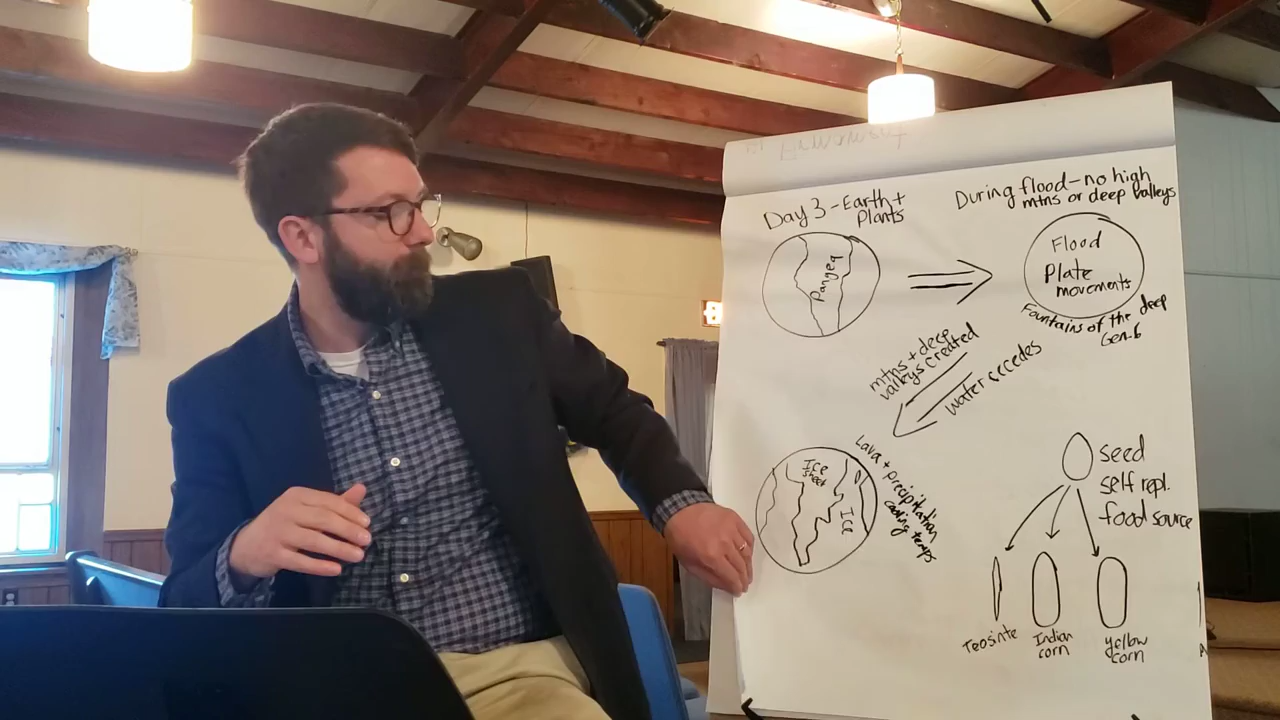 Day 3 - Earth +
Plants
Pangea
During flood - no high
mtns or deep valleys
Flood
Plate
movements
Fountains of the deep
Gen. 6
mtns + deep
valleys created
water recedes
Ice
sheet
Ice
Lava + precipitation
cooling temps
seed
self repl.
food source
Teosinte
Indian
corn
yellow
corn